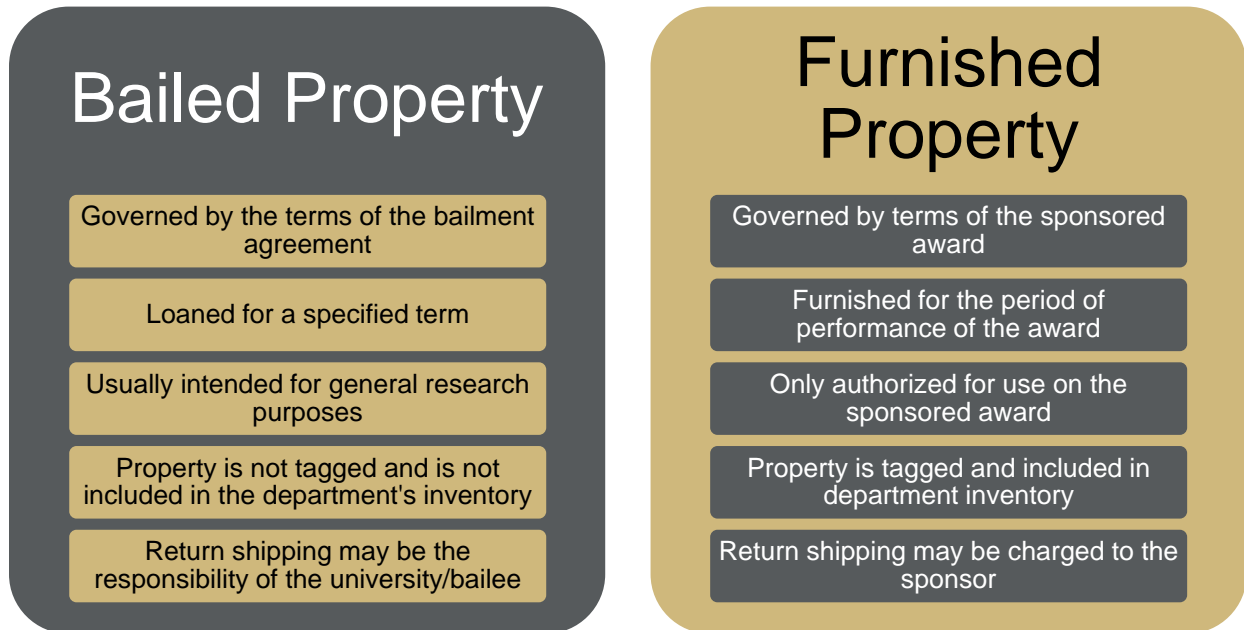 Bailed Property
Governed by the terms of the bailment
agreement
Loaned for a specified term
Usually intended for general research
purposes
Property is not tagged and is not
included in the department's inventory
Return shipping may be the
responsibility of the university/bailee
Furnished
Property
Governed by terms of the sponsored
award
Furnished for the period of
performance of the award
Only authorized for use on the
sponsored award
Property is tagged and included in
department inventory
Return shipping may be charged to the
sponsor